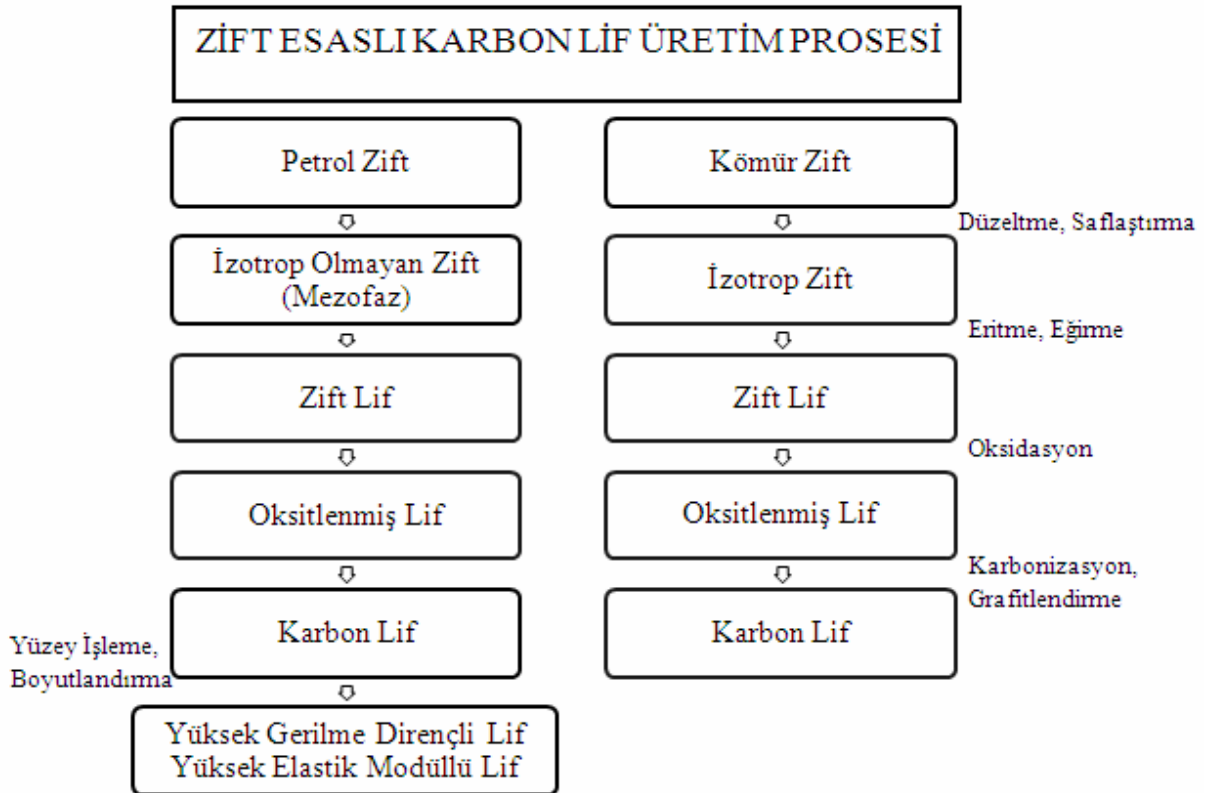 ZİFT ESASLI KARBON LİF ÜRETİM PROSESİ
Petrol Zift
Kömür Zift
Düzeltme, Saflaştırma
İzotrop Olmayan Zift
(Mezofaz)
İzotrop Zift
Eritme, Eğirme
Zift Lif
Zift Lif
Oksidasyon
Oksitlenmiş Lif
Oksitlenmiş Lif
Karbonizasyon,
Grafitlendirme
Karbon Lif
Karbon Lif
Yüzey İşleme,
Boyutlandırma
Yüksek Gerilme Dirençli Lif
Yüksek Elastik Modüllü Lif